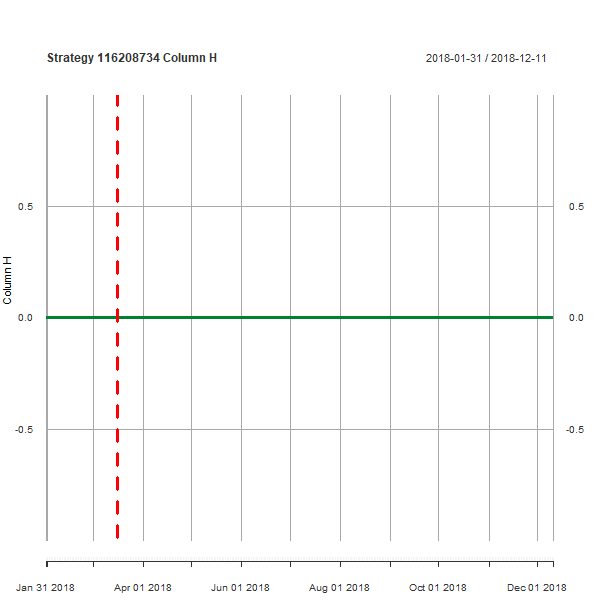 Strategy 116208734 Column H
2018-01-31 / 2018-12-11
0.5
0.5
Column H
0.0
0.0
-0.5
-0.5
Jan 31 2018
Apr 01 2018
Jun 01 2018
Aug 01 2018
Oct 01 2018
Dec 01 2018